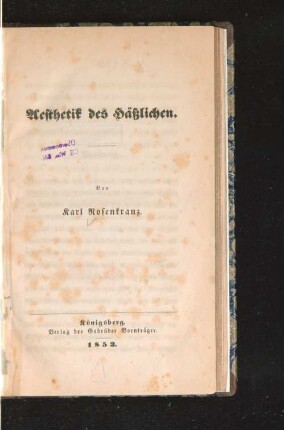 Aesthetik des Häßlichen.
Von
Karl Rosenkranz.
Königsberg.
Verlag der Gebrüder Bornträger.
1853.